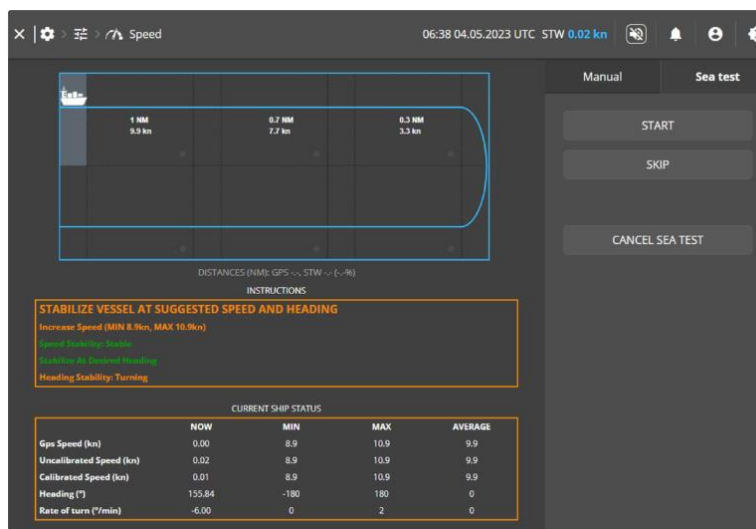 Speed
06:38 04.05.2023 UTC STW 0.02 kn
Manual Sea test
START
SKIP
CANCEL SEA TEST
1 NM 0.7 NM 0.3 NM
9.9 kn 7.7 kn 3.3 kn
DISTANCES (NM): GPS -.-, STW -.- (-.-%)
INSTRUCTIONS
STABILIZE VESSEL AT SUGGESTED SPEED AND HEADING
Increase Speed (MIN 8.9kn, MAX 10.9kn)
Speed Stability: Stable
Stabilize At Desired Heading
Heading Stability: Turning
CURRENT SHIP STATUS
NOW MIN MAX AVERAGE
Gps Speed (kn) 0.00 8.9 10.9 9.9
Uncalibrated Speed (kn) 0.02 8.9 10.9 9.9
Calibrated Speed (kn) 0.01 8.9 10.9 9.9
Heading (°) 155.84 -180 180 0
Rate of turn (°/min) -6.00 0 2 0